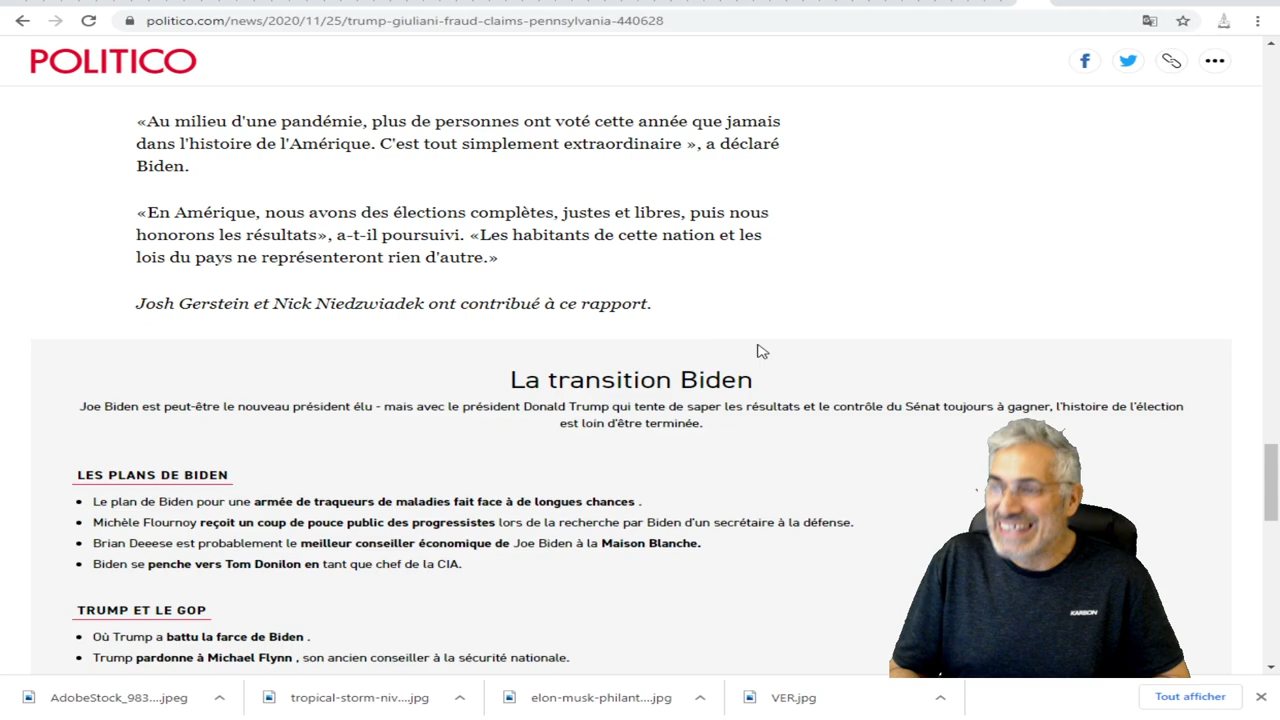 politico.com/news/2020/11/25/trump-giuliani-fraud-claims-pennsylvania-440628
POLITICO
«Au milieu d'une pandémie, plus de personnes ont voté cette année que jamais
dans l'histoire de l'Amérique. C'est tout simplement extraordinaire », a déclaré
Biden.
«En Amérique, nous avons des élections complètes, justes et libres, puis nous
honorons les résultats», a-t-il poursuivi. «Les habitants de cette nation et les
lois du pays ne représenteront rien d'autre.»
Josh Gerstein et Nick Niedzwiadek ont contribué à ce rapport.
La transition Biden
Joe Biden est peut-être le nouveau président élu - mais avec le président Donald Trump qui tente de saper les résultats et le contrôle du Sénat toujours à gagner, l'histoire de l'élection
est loin d'être terminée.
LES PLANS DE BIDEN
• Le plan de Biden pour une armée de traqueurs de maladies fait face à de longues chances .
• Michèle Flournoy reçoit un coup de pouce public des progressistes lors de la recherche par Biden d'un secrétaire à la défense.
• Brian Deeese est probablement le meilleur conseiller économique de Joe Biden à la Maison Blanche.
• Biden se penche vers Tom Donilon en tant que chef de la CIA.
TRUMP ET LE GOP
• Où Trump a battu la farce de Biden .
• Trump pardonne à Michael Flynn , son ancien conseiller à la sécurité nationale.
KARBON
AdobeStock_983....jpeg
tropical-storm-niv....jpg
elon-musk-philant....jpg
VER.jpg
Tout afficher